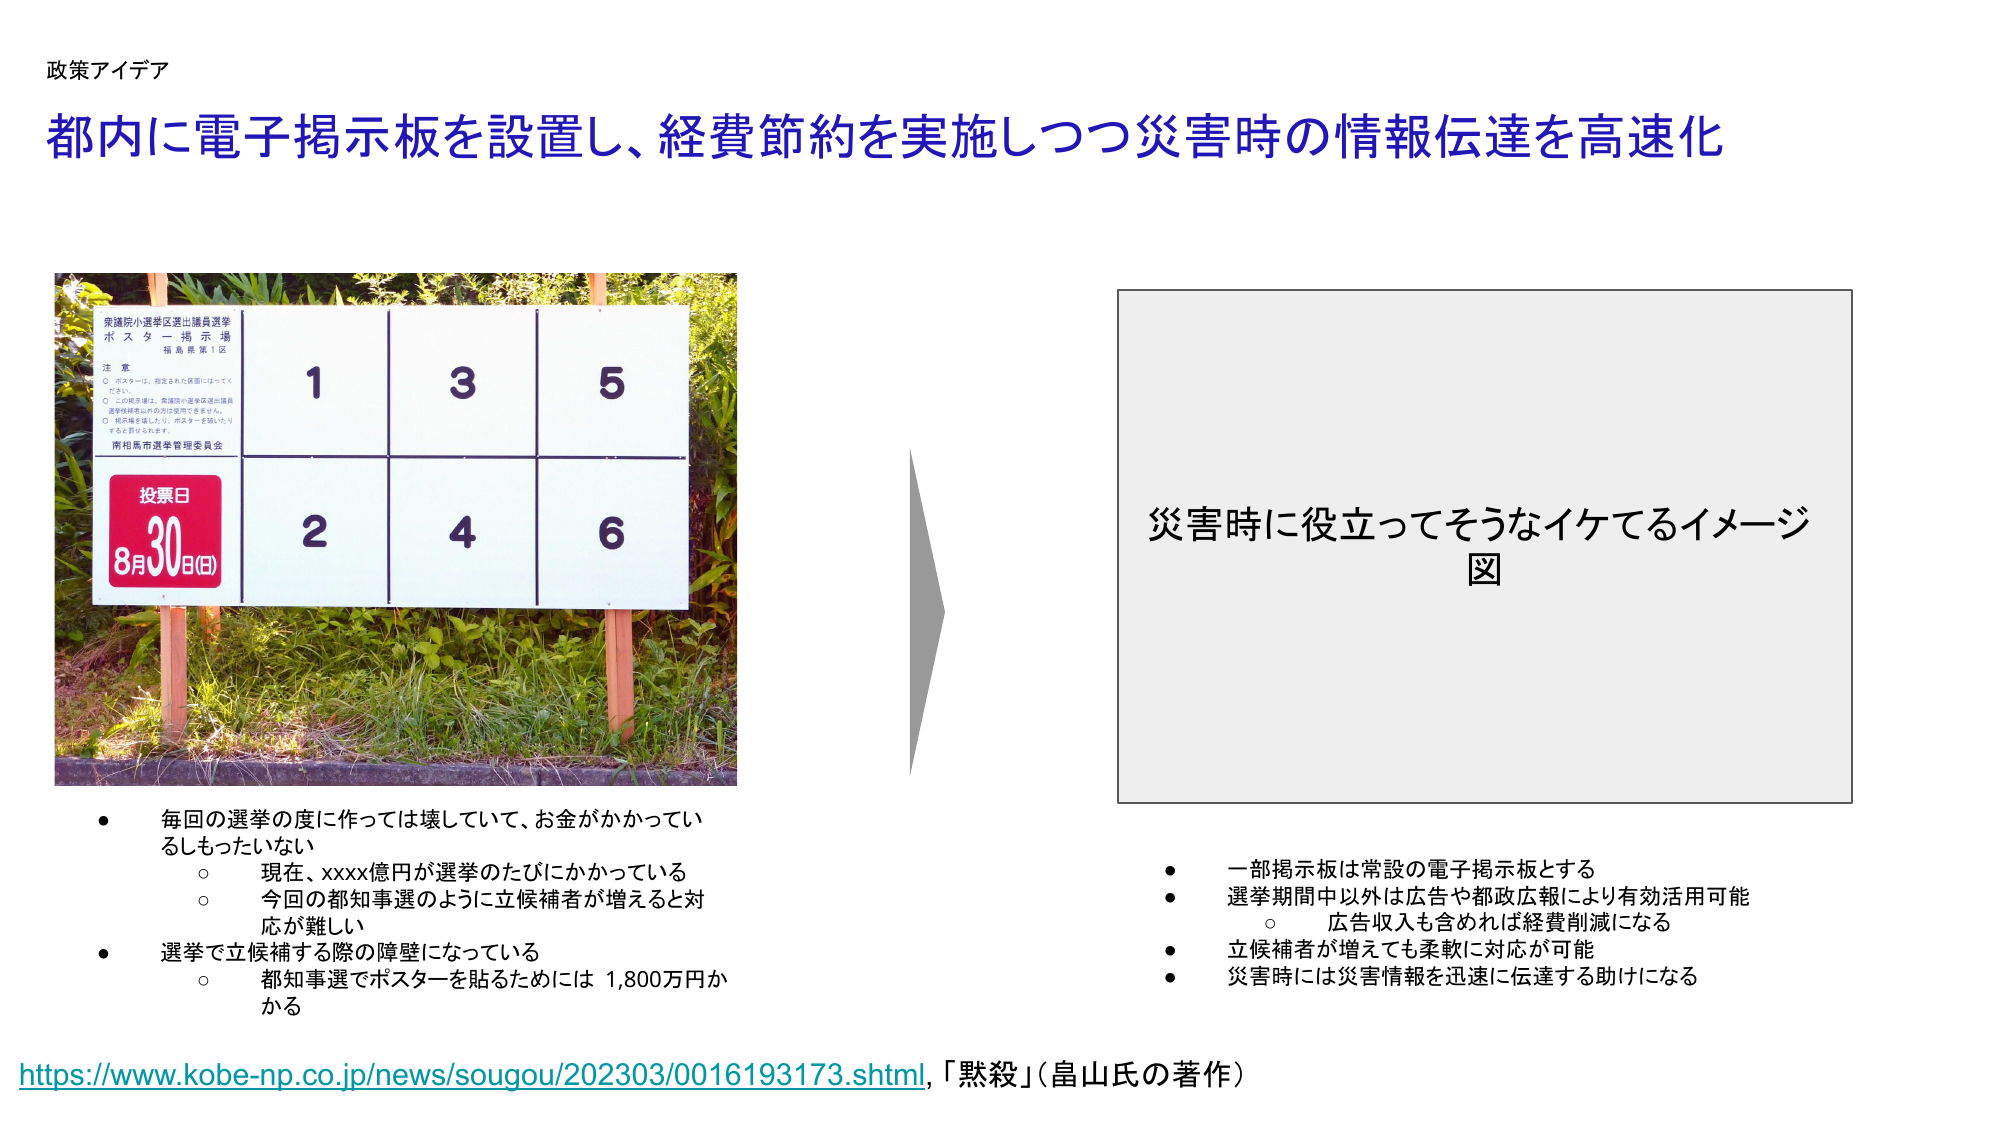 政策アイデア
都内に電子掲示板を設置し、経費節約を実施しつつ災害時の情報伝達を高速化
衆議院小選挙区選出議員選挙
ポスター掲示場
福島県第1区
注 意
○ ポスターは、指定された区画にはってく
ださい。
○ この掲示場は、衆議院小選挙区選出議員
選挙候補者以外の方は使用できません。
○ 掲示場を壊したり、ポスターを破いたり
すると罰せられます。
南相馬市選挙管理委員会
投票日
8月30日(日)
1
3
5
2
4
6
災害時に役立ってそうなイケてるイメージ
図
● 毎回の選挙の度に作っては壊していて、お金がかかってい
るしもったいない
○ 現在、xxxx億円が選挙のたびにかかっている
○ 今回の都知事選のように立候補者が増えると対
応が難しい
● 選挙で立候補する際の障壁になっている
○ 都知事選でポスターを貼るためには 1,800万円か
かる
● 一部掲示板は常設の電子掲示板とする
● 選挙期間中以外は広告や都政広報により有効活用可能
○ 広告収入も含めれば経費削減になる
● 立候補者が増えても柔軟に対応が可能
● 災害時には災害情報を迅速に伝達する助けになる
https://www.kobe-np.co.jp/news/sougou/202303/0016193173.shtml, 「黙殺」（畠山氏の著作）